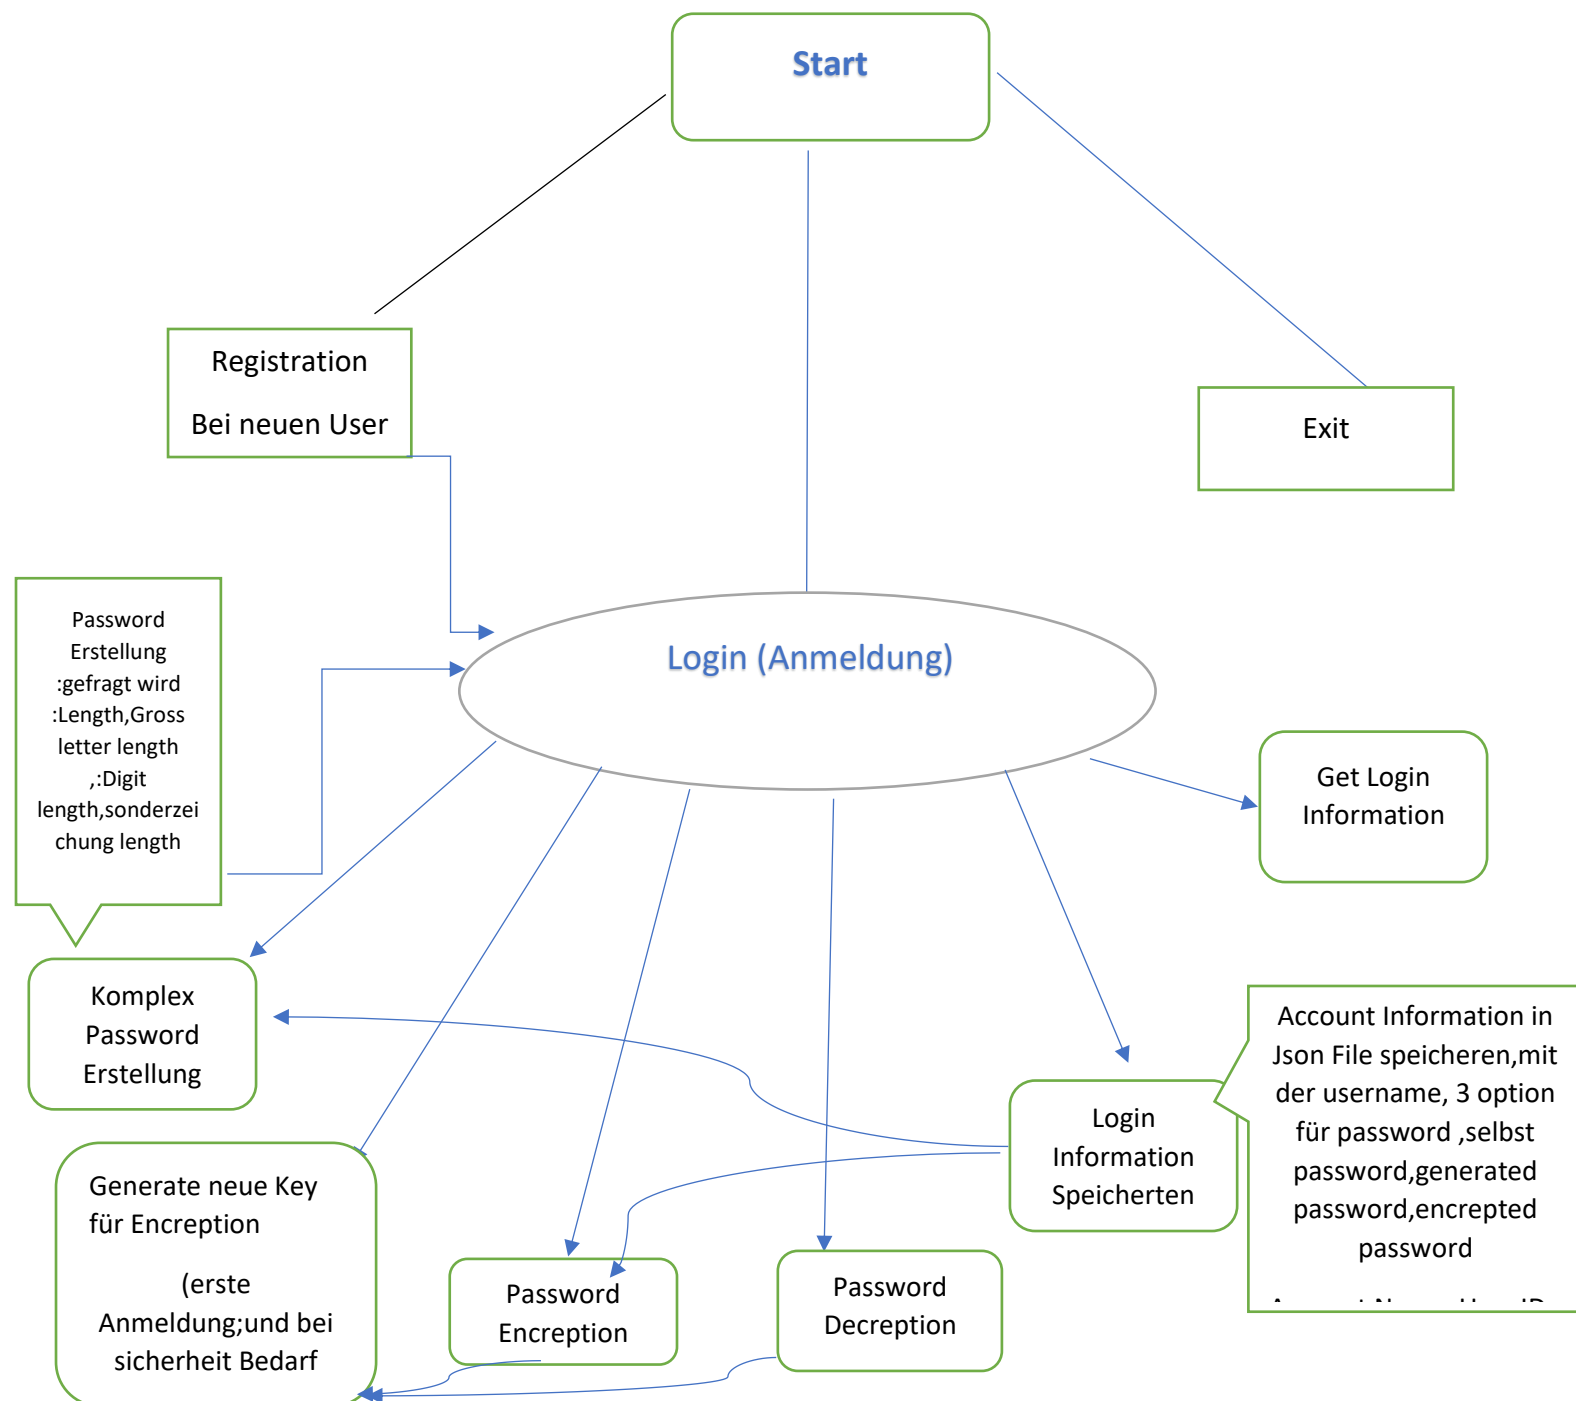 Start
Registration
Bei neuen User
Exit
Password
Erstellung
:gefragt wird
:Length,Gross
letter length
,:Digit
length,sonderzei
chung length
Login (Anmeldung)
Get Login
Information
Komplex
Password
Erstellung
Account Information in
Json File speicheren,mit
der username, 3 option
für password ,selbst
password,generated
password,encrepted
password
Login
Information
Speicherten
Generate neue Key
für Encreption
(erste
Anmeldung;und bei
sicherheit Bedarf
Password
Encreption
Password
Decreption